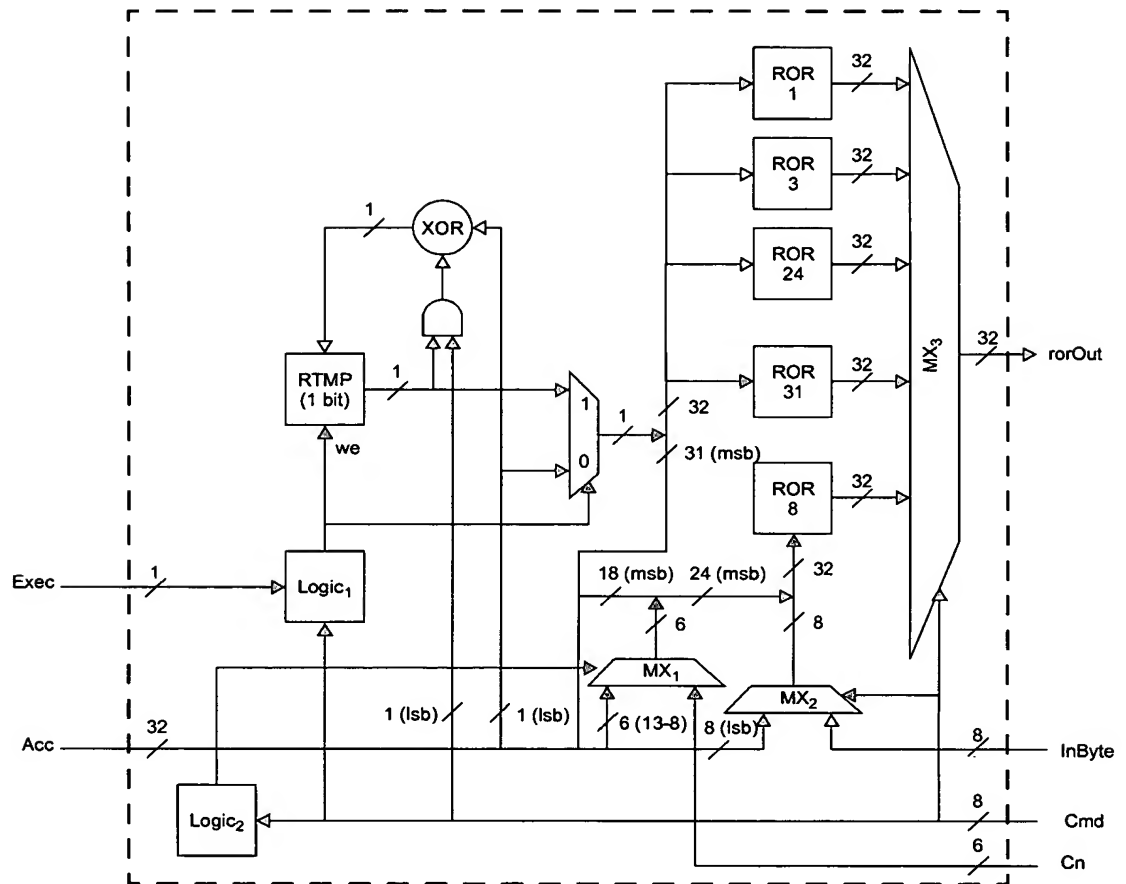 ROR
1
32
ROR
3
32
ROR
24
32
ROR
31
32
ROR
8
32
MX3
32
rorOut
1
XOR
RTMP
(1 bit)
1
we
1
0
1
32
31 (msb)
Exec
1
Logic1
18 (msb)
24 (msb)
32
6
8
MX1
MX2
1 (lsb)
1 (lsb)
6 (13-8)
8 (lsb)
Acc
32
8
InByte
Logic2
8
Cmd
6
Cn